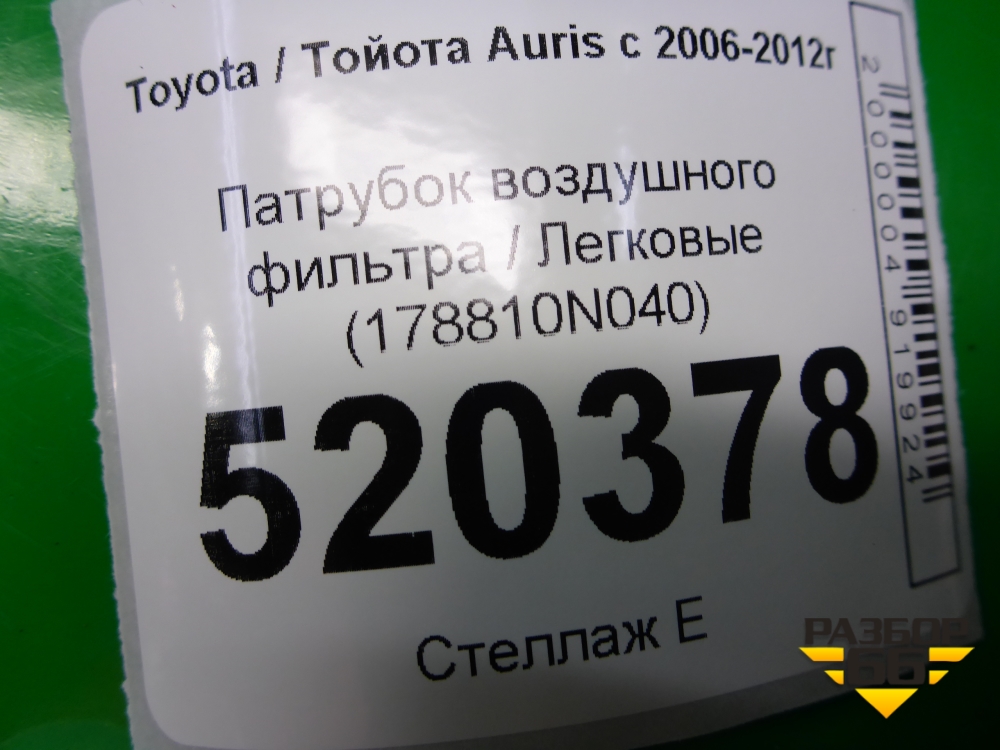 Toyota / Тойота Auris с 2006-2012г
Патрубок воздушного
фильтра / Легковые
(178810N040)
520378
Стеллаж Е
2000004919924
РАЗБОР
66